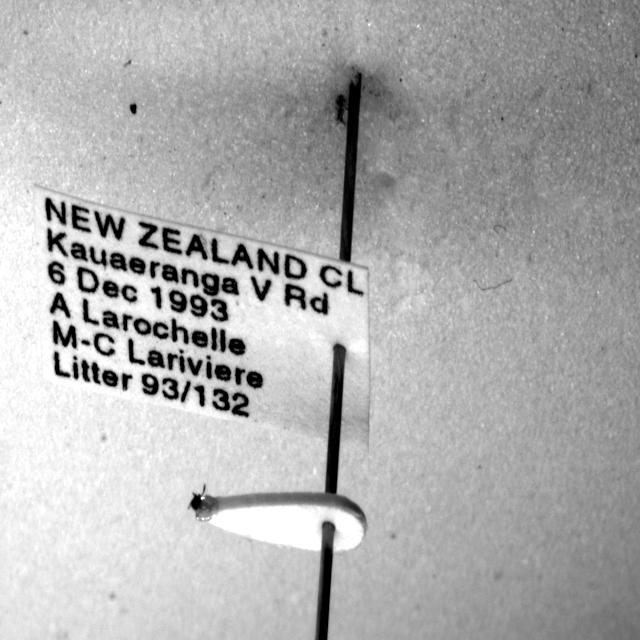 NEW ZEALAND CL
Kauaeranga V Rd
6 Dec 1993
A Larochelle
M-C Lariviere
Litter 93/132